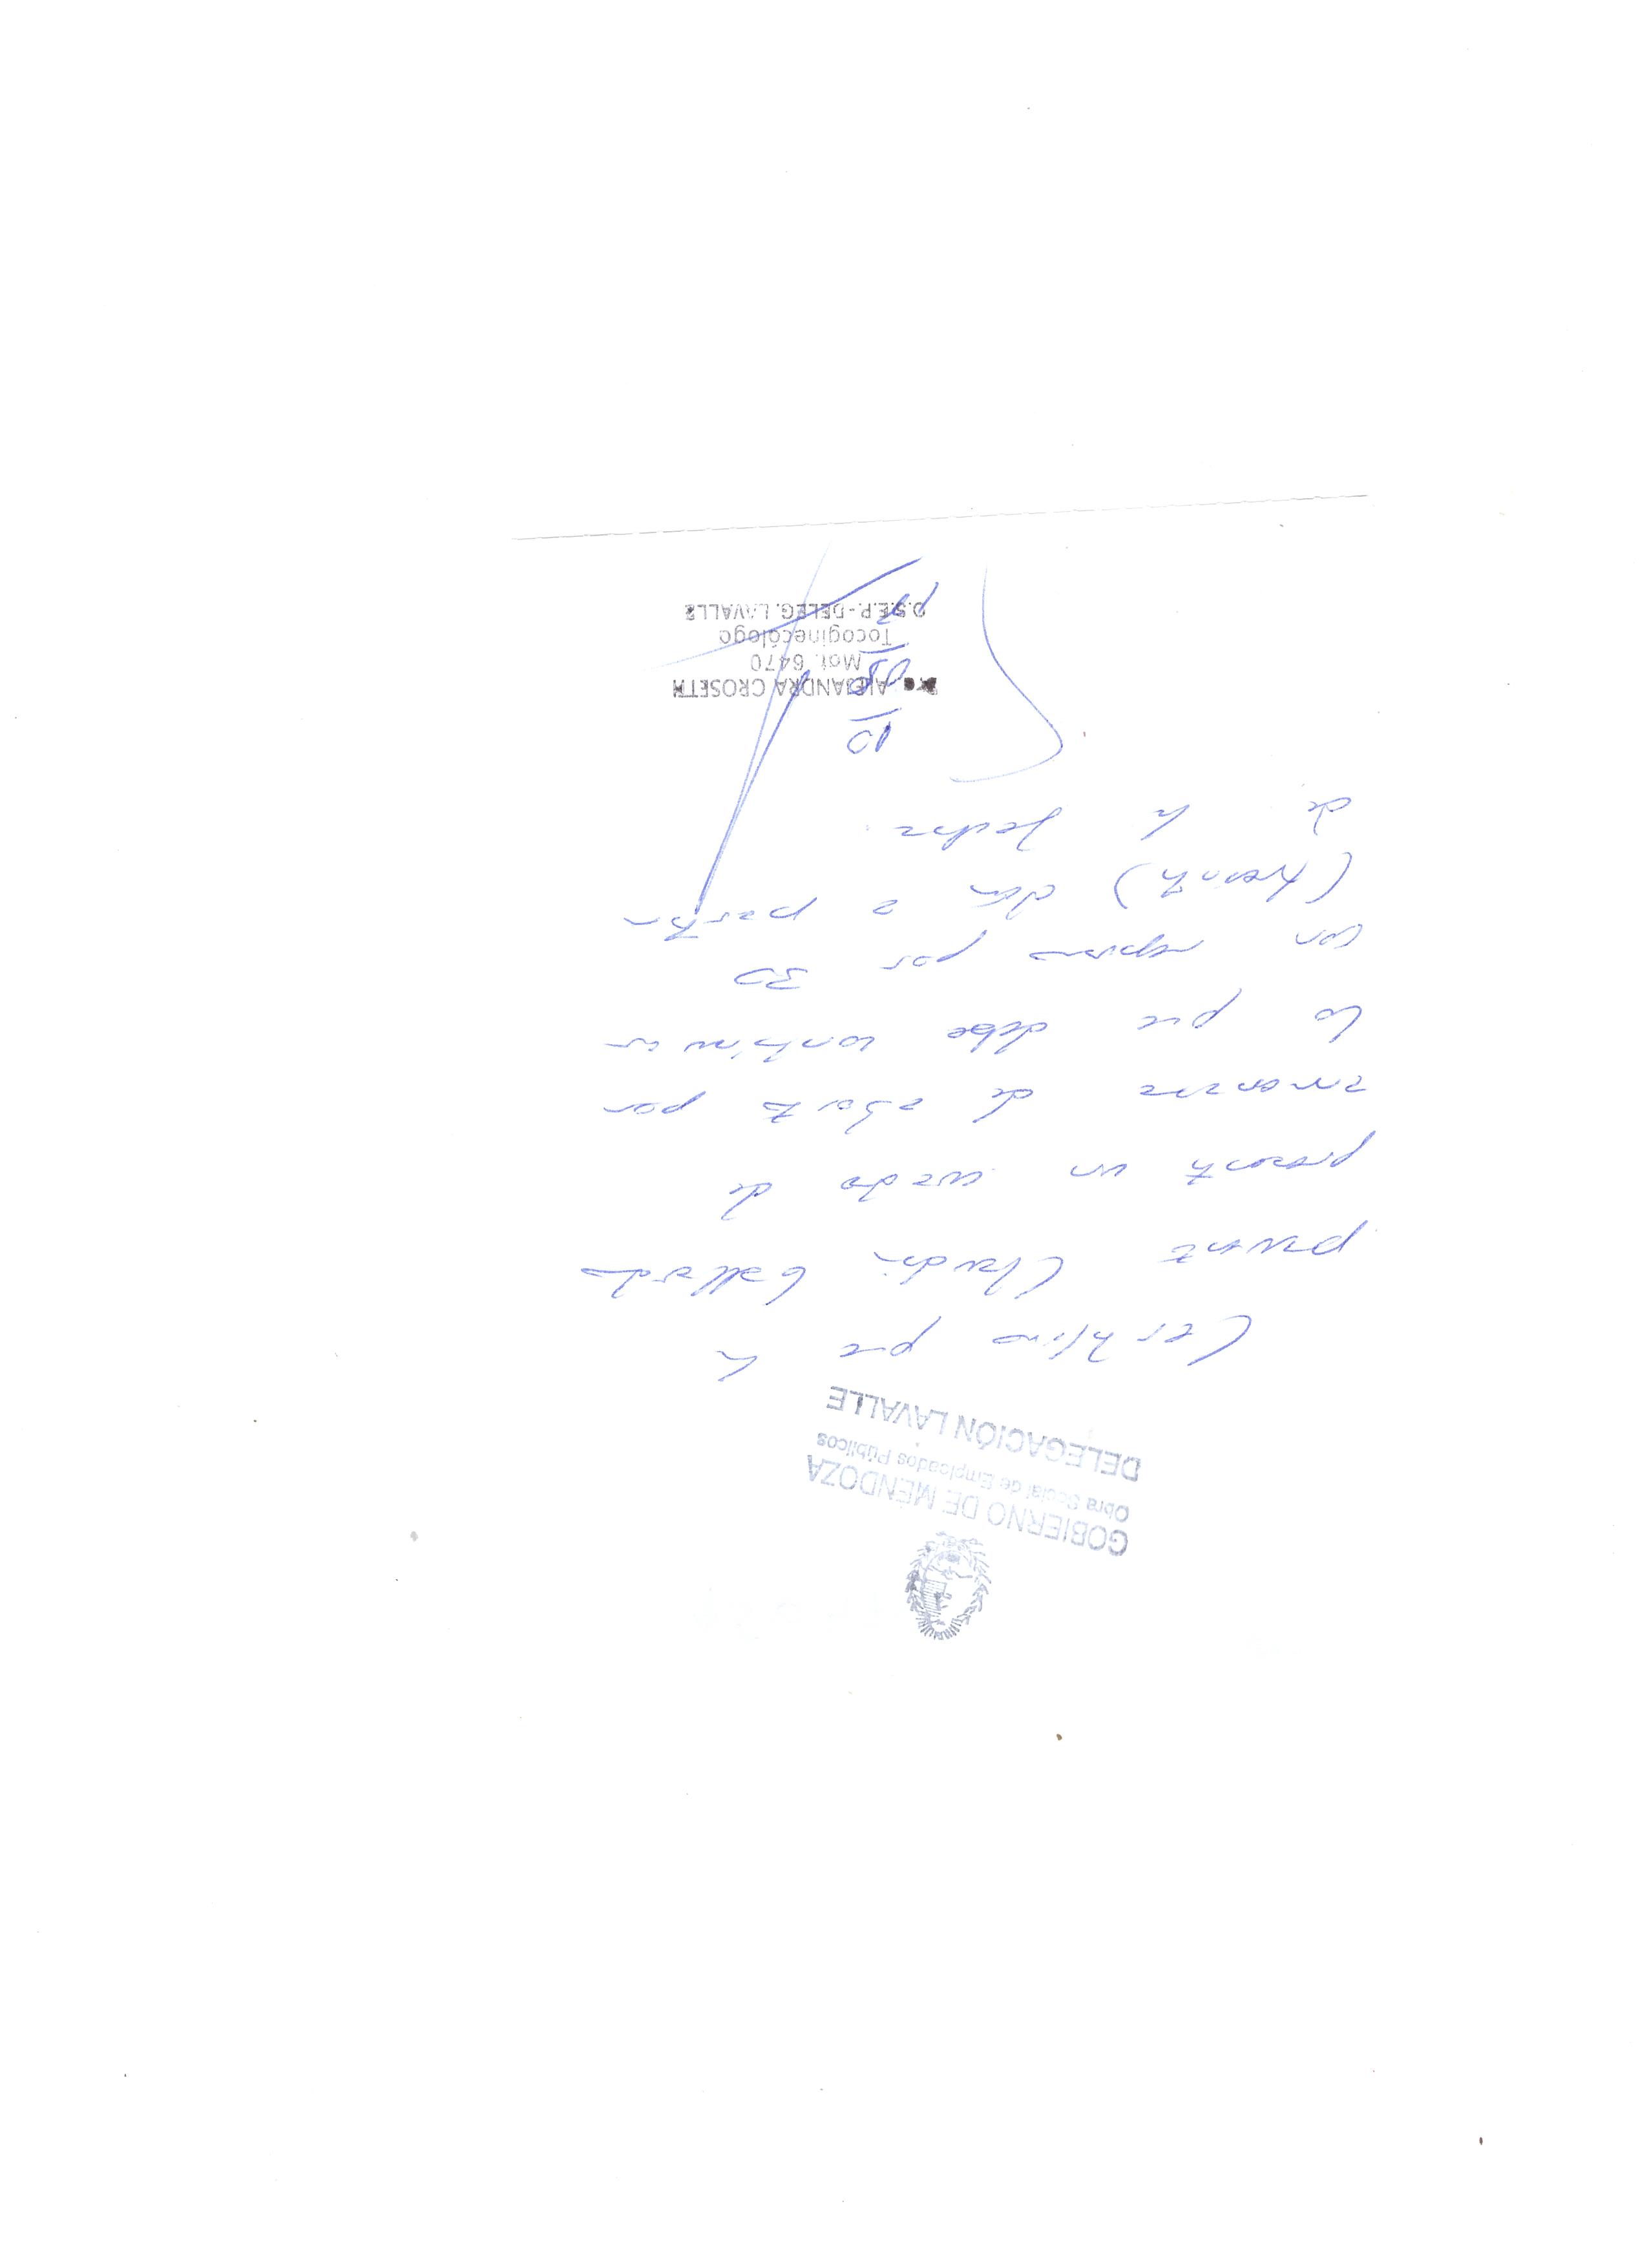 GOBIERNO DE MENDOZA
Obra Social de Empleados Públicos
DELEGACIÓN LAVALLE
Certifico que la
paciente Claudia Gallardo
presenta un cuadro de
amenaza de aborto por
lo que debe continuar
con reposo por 30
(treinta) días a partir
de la fecha.
10
05
Dra. ALEJANDRA CROSETTA
Mat. 6470
Tocoginecólogo
O.S.E.P.-DELEG. LAVALLE